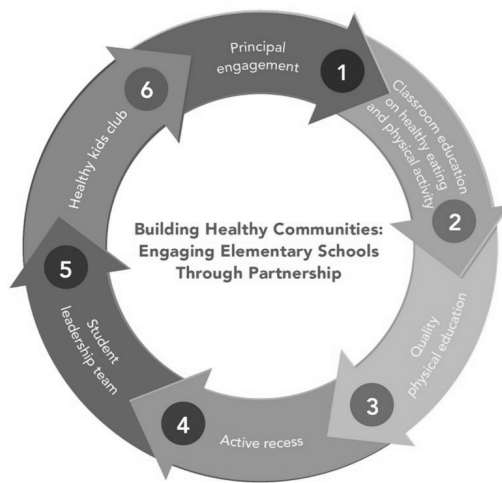 Principal
engagement
1
Classroom education
on healthy eating
and physical activity
2
Quality
physical education
3
Active recess
4
Student
leadership team
5
Healthy kids club
6
Building Healthy Communities:
Engaging Elementary Schools
Through Partnership